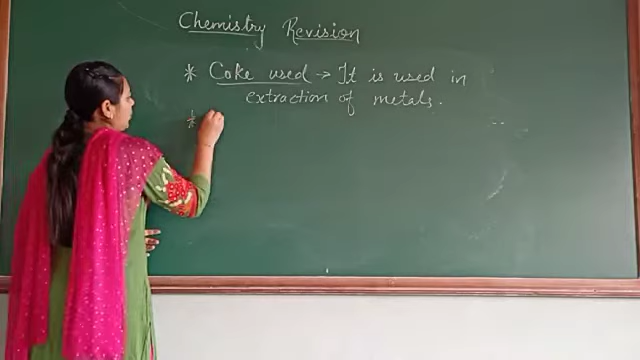 Chemistry Revision
* Coke used → It is used in
extraction of metals.
*